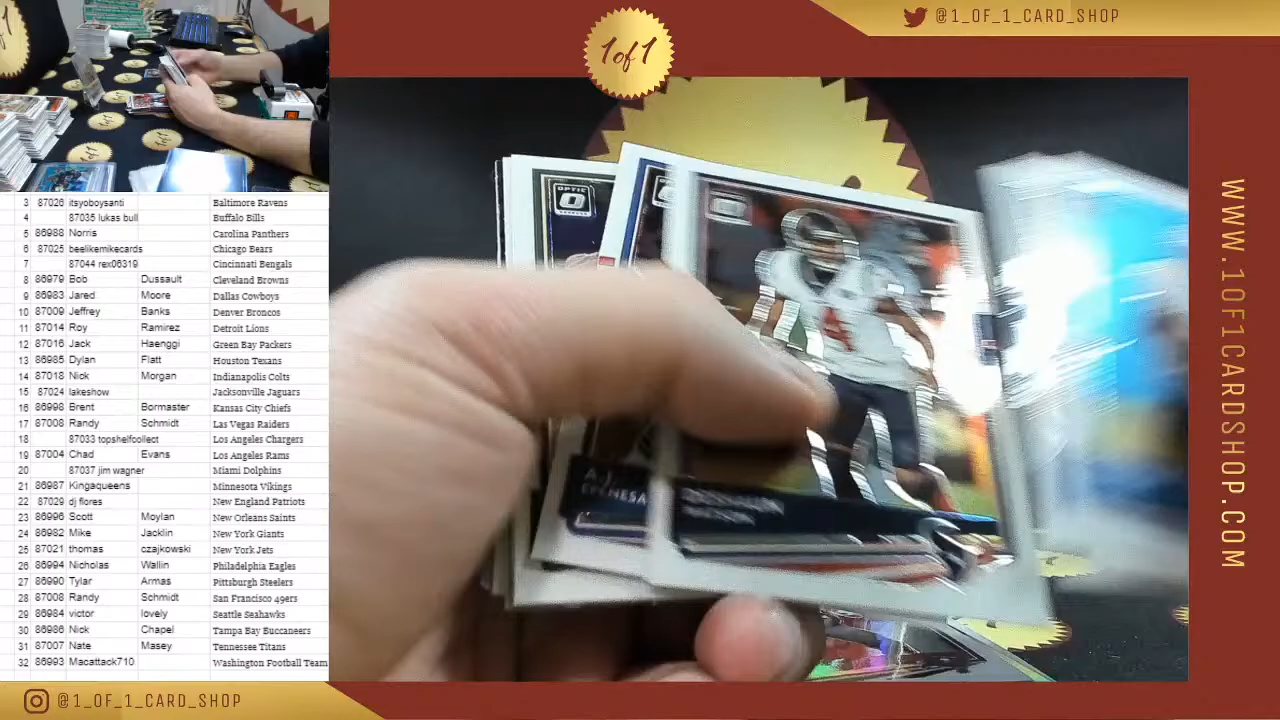 @1_OF_1_CARD_SHOP
1of1
3 87026 itsyoboysanti Baltimore Ravens
4 87035 lukas bull Buffalo Bills
5 86988 Norris Carolina Panthers
6 87025 beelikemikecards Chicago Bears
7 87044 rex06319 Cincinnati Bengals
8 86979 Bob Dussault Cleveland Browns
9 86983 Jared Moore Dallas Cowboys
10 87009 Jeffrey Banks Denver Broncos
11 87014 Roy Ramirez Detroit Lions
12 87016 Jack Haenggi Green Bay Packers
13 86985 Dylan Flatt Houston Texans
14 87018 Nick Morgan Indianapolis Colts
15 87024 lakeshow Jacksonville Jaguars
16 86998 Brent Bormaster Kansas City Chiefs
17 87008 Randy Schmidt Las Vegas Raiders
18 87033 topshelfcollect Los Angeles Chargers
19 87004 Chad Evans Los Angeles Rams
20 87037 jim wagner Miami Dolphins
21 86987 Kingaqueens Minnesota Vikings
22 87029 dj flores New England Patriots
23 86996 Scott Moylan New Orleans Saints
24 86982 Mike Jacklin New York Giants
25 87021 thomas czajkowski New York Jets
26 86994 Nicholas Wallin Philadelphia Eagles
27 86990 Tylar Armas Pittsburgh Steelers
28 87008 Randy Schmidt San Francisco 49ers
29 86984 victor lovely Seattle Seahawks
30 86986 Nick Chapel Tampa Bay Buccaneers
31 87007 Nate Masey Tennessee Titans
32 86993 Macattack710 Washington Football Team
OPTIC
A.J.
EPENESA
DESHAUN
WATSON
WWW.1OF1CARDSHOP.COM
@1_OF_1_CARD_SHOP